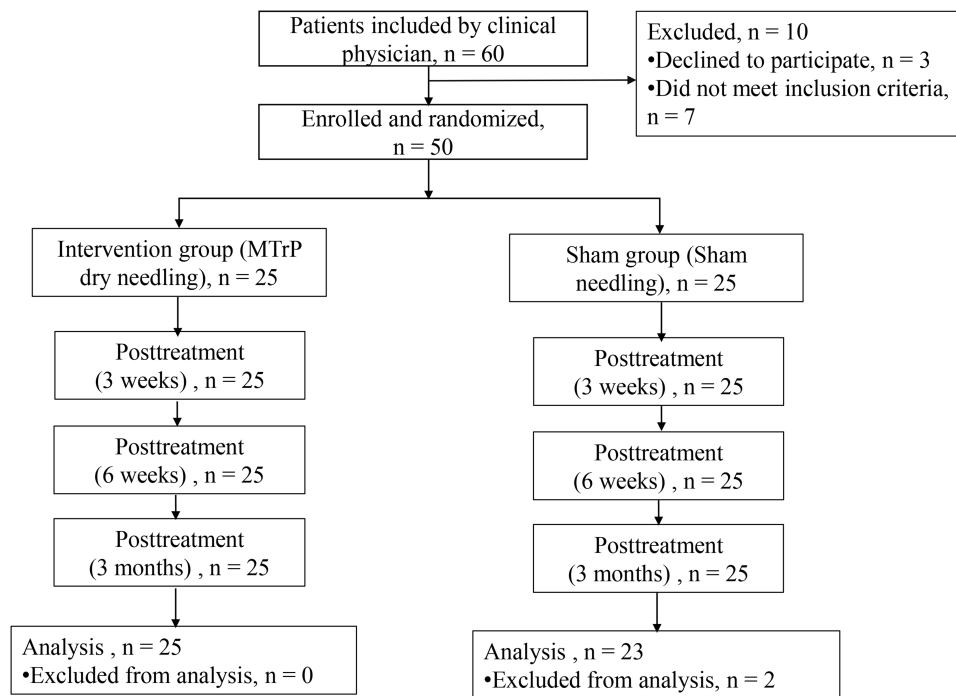 Patients included by clinical
physician, n = 60
Excluded, n = 10
•Declined to participate, n = 3
•Did not meet inclusion criteria,
n = 7
Enrolled and randomized,
n = 50
Intervention group (MTrP
dry needling), n = 25
Posttreatment
(3 weeks) , n = 25
Posttreatment
(6 weeks) , n = 25
Posttreatment
(3 months) , n = 25
Analysis , n = 25
•Excluded from analysis, n = 0
Sham group (Sham
needling), n = 25
Posttreatment
(3 weeks) , n = 25
Posttreatment
(6 weeks) , n = 25
Posttreatment
(3 months) , n = 25
Analysis , n = 23
•Excluded from analysis, n = 2